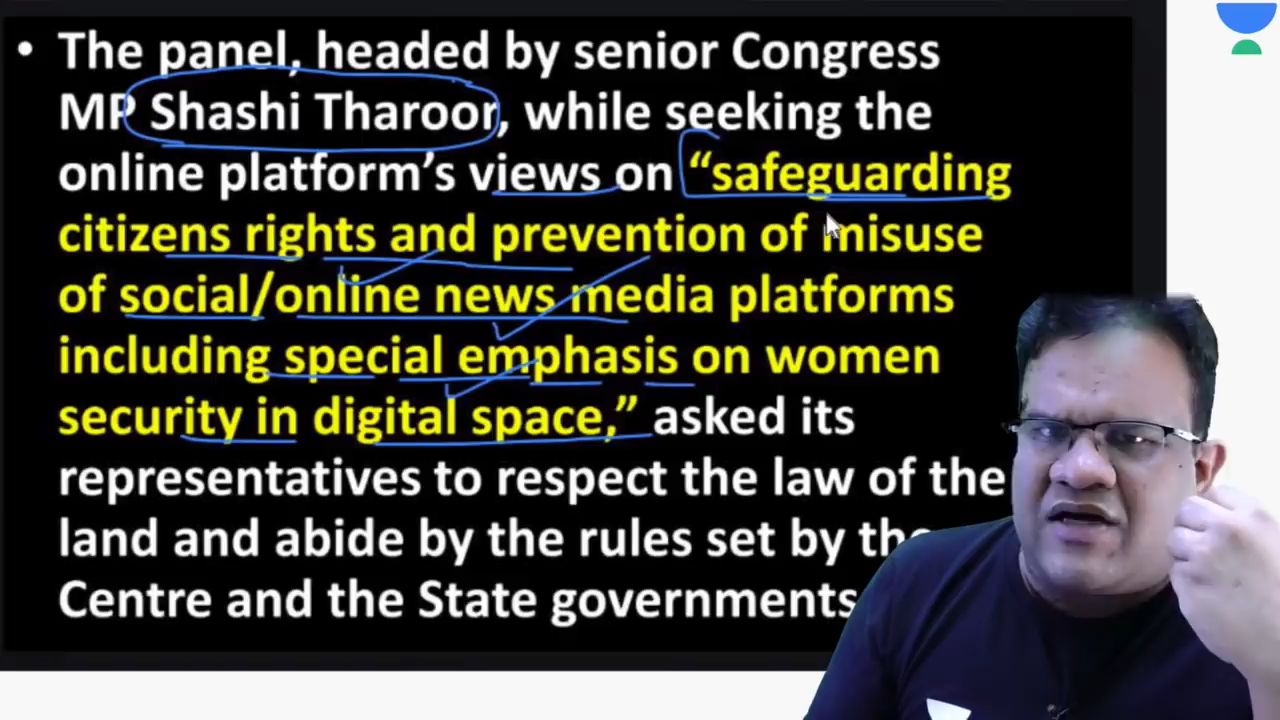 • The panel, headed by senior Congress
MP Shashi Tharoor, while seeking the
online platform’s views on “safeguarding
citizens rights and prevention of misuse
of social/online news media platforms
including special emphasis on women
security in digital space,” asked its
representatives to respect the law of the
land and abide by the rules set by the
Centre and the State governments